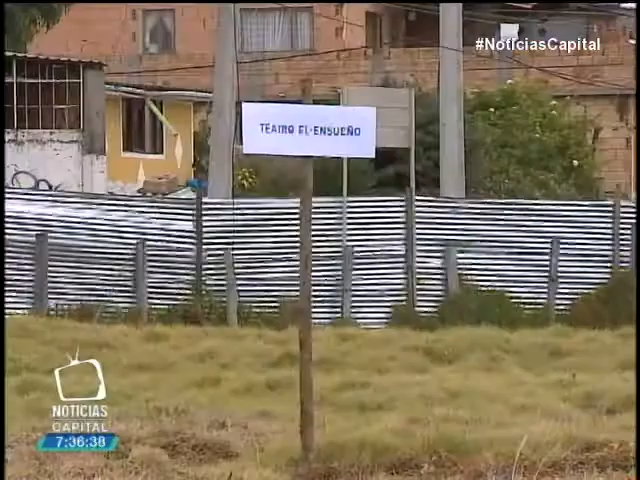 #NoticiasCapital
TEATRO EL ENSUEÑO
NOTICIAS
CAPITAL
7:36:38